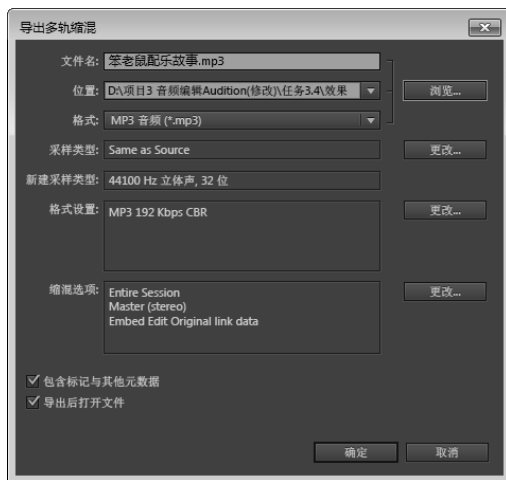 导出多轨缩混
文件名: 笨老鼠配乐故事.mp3
位置: D:\项目3 音频编辑Audition(修改)\任务3.4\效果 浏览...
格式: MP3 音频 (*.mp3)
采样类型: Same as Source 更改...
新建采样类型: 44100 Hz 立体声, 32 位
格式设置: MP3 192 Kbps CBR 更改...
缩混选项: Entire Session 更改...
Master (stereo)
Embed Edit Original link data
包含标记与其他元数据
导出后打开文件
确定 取消